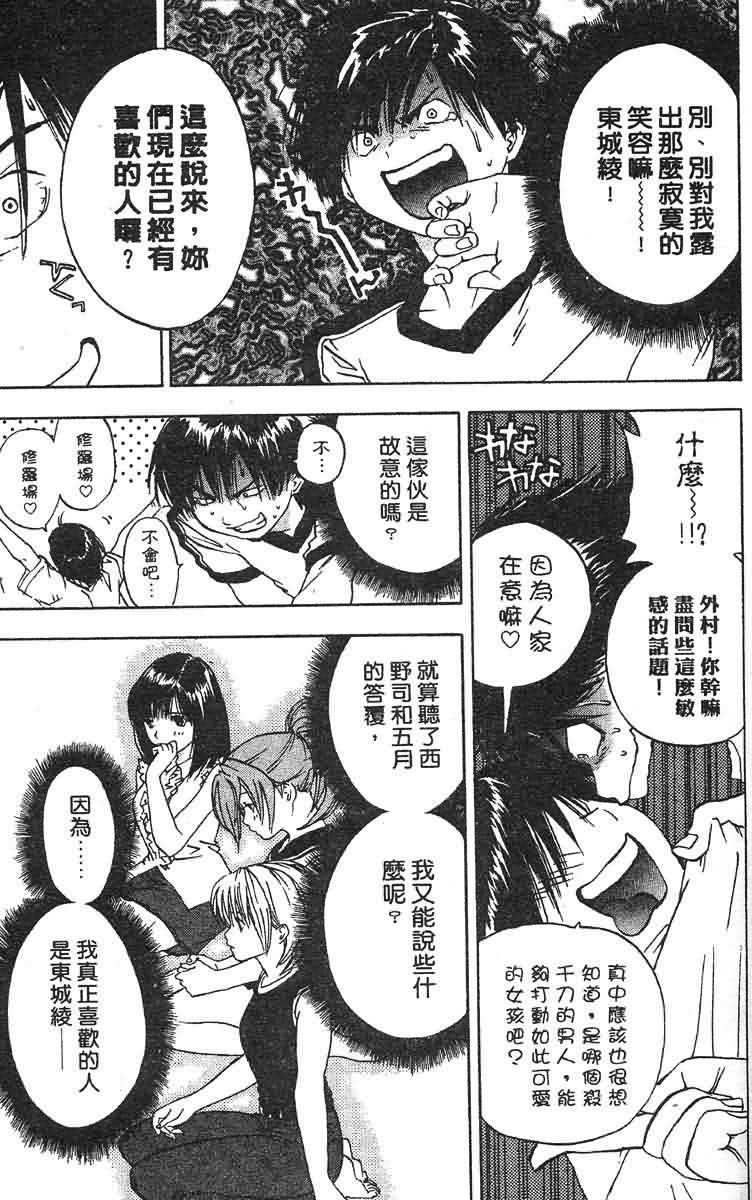 別、別對我露
出那麼寂寞的
笑容嘛~~~!
東城綾!
這麼說來，妳
們現在已經有
喜歡的人囉?
什麼~!!?
外村!你幹嘛
盡問些這麼敏
感的話題!
わな
わな
因為人家
在意嘛♡
真中應該也很想
知道，是哪個殺
千刀的男人，能
夠打動如此可愛
的女孩吧?
這傢伙是
故意的嗎?
不…
不會吧…
修羅場♡
修羅場♡
就算聽了西
野司和五月
的答覆，
我又能說些什
麼呢?
因為……
我真正喜歡的人
是東城綾——